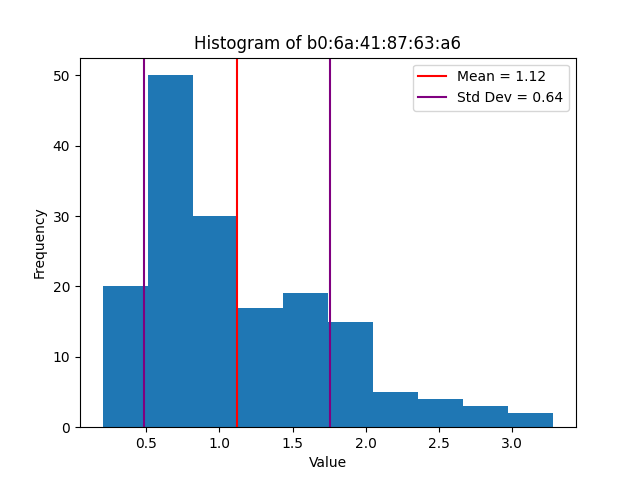 Histogram of b0:6a:41:87:63:a6
Mean = 1.12
Std Dev = 0.64
Frequency
50
40
30
20
10
0
0.5 1.0 1.5 2.0 2.5 3.0
Value